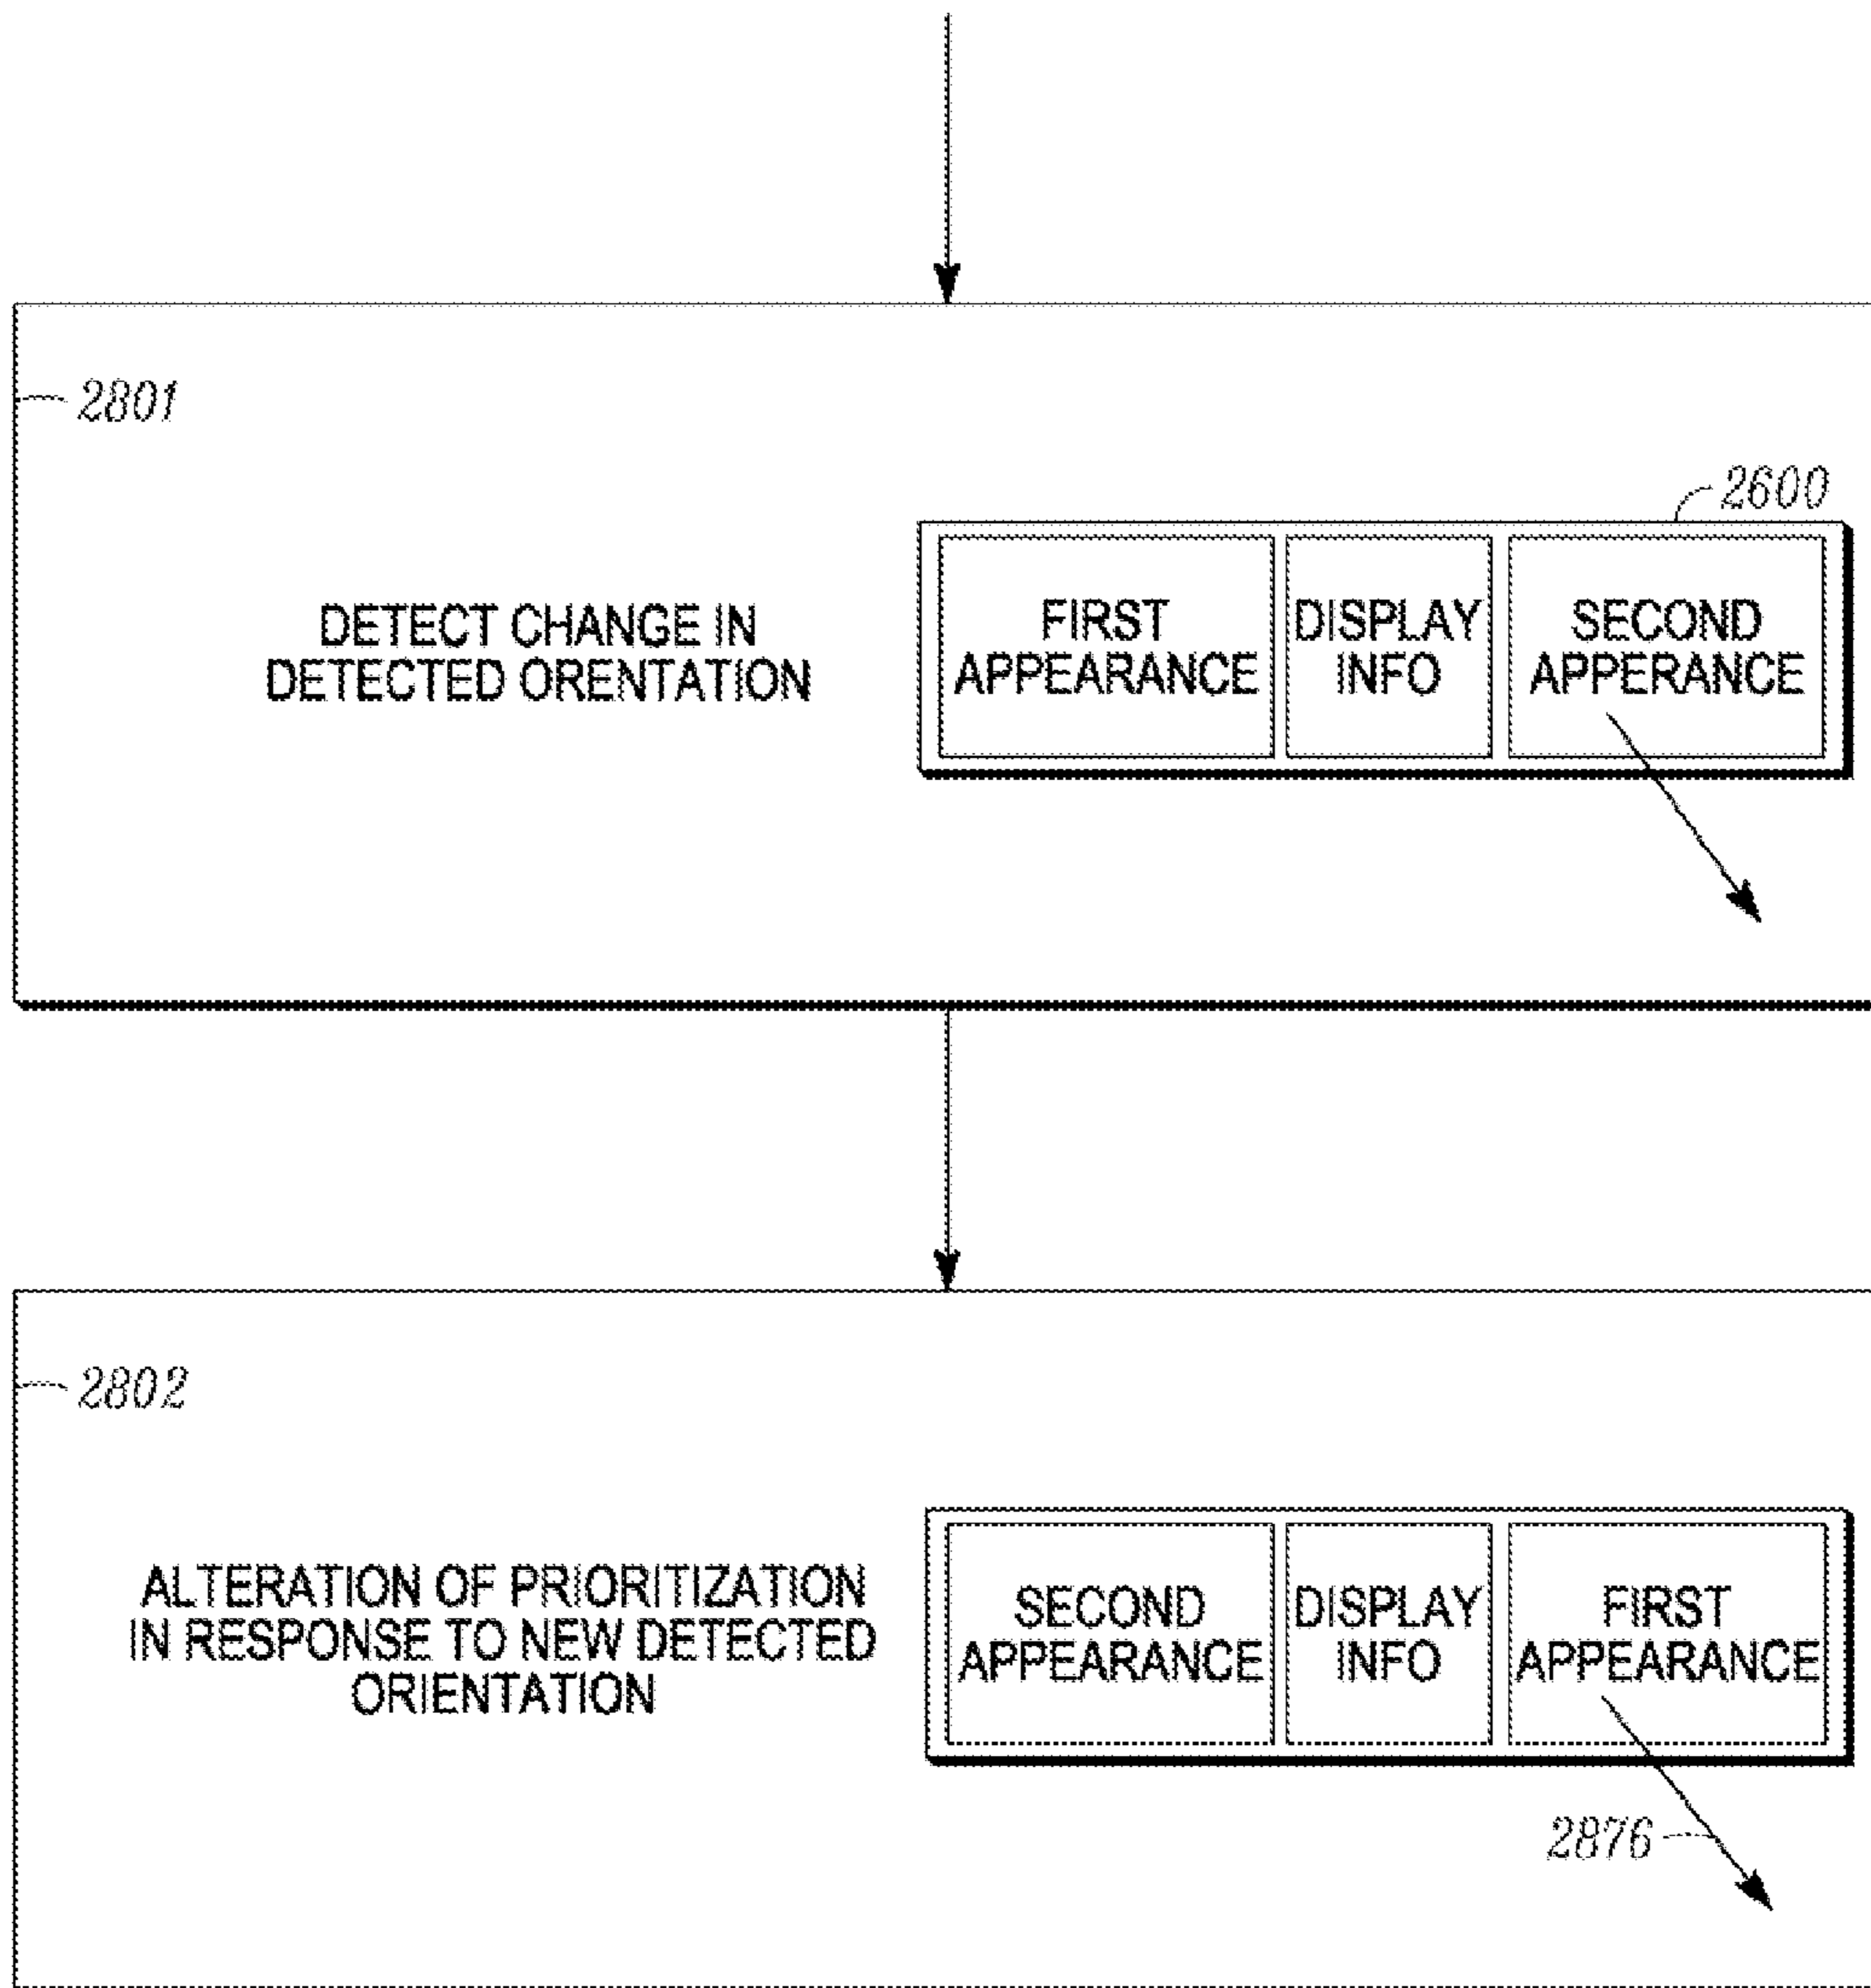 2801
2600
DETECT CHANGE IN
DETECTED ORENTATION
FIRST
APPEARANCE
DISPLAY
INFO
SECOND
APPERANCE
2802
ALTERATION OF PRIORITIZATION
IN RESPONSE TO NEW DETECTED
ORIENTATION
SECOND
APPEARANCE
DISPLAY
INFO
FIRST
APPEARANCE
2876